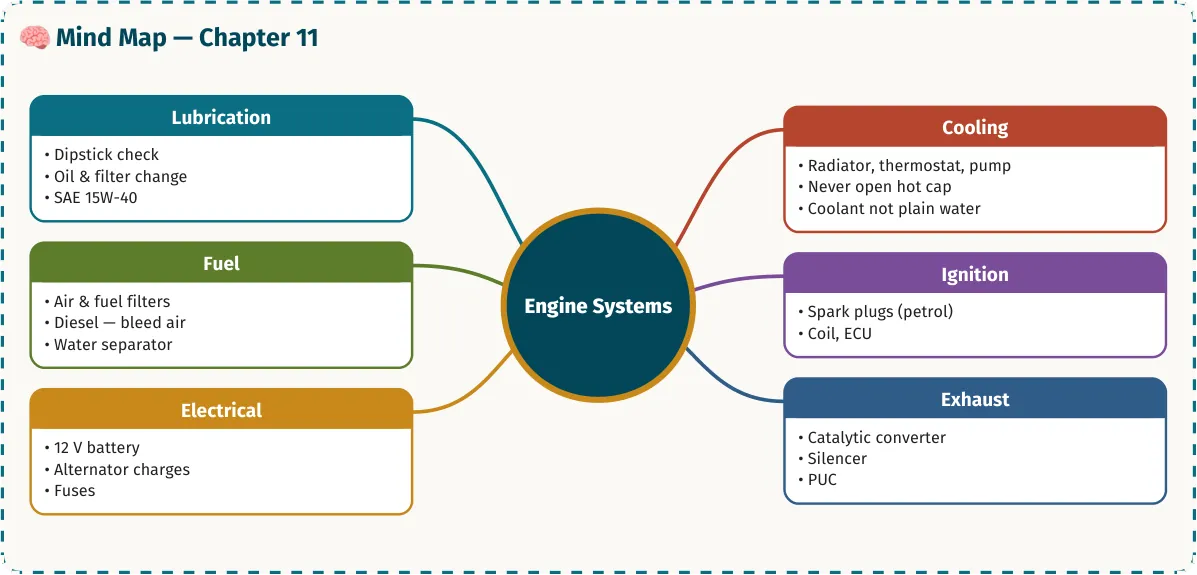 🧠 Mind Map — Chapter 11
Lubrication
• Dipstick check
• Oil & filter change
• SAE 15W-40
Fuel
• Air & fuel filters
• Diesel — bleed air
• Water separator
Electrical
• 12 V battery
• Alternator charges
• Fuses
Engine Systems
Cooling
• Radiator, thermostat, pump
• Never open hot cap
• Coolant not plain water
Ignition
• Spark plugs (petrol)
• Coil, ECU
Exhaust
• Catalytic converter
• Silencer
• PUC